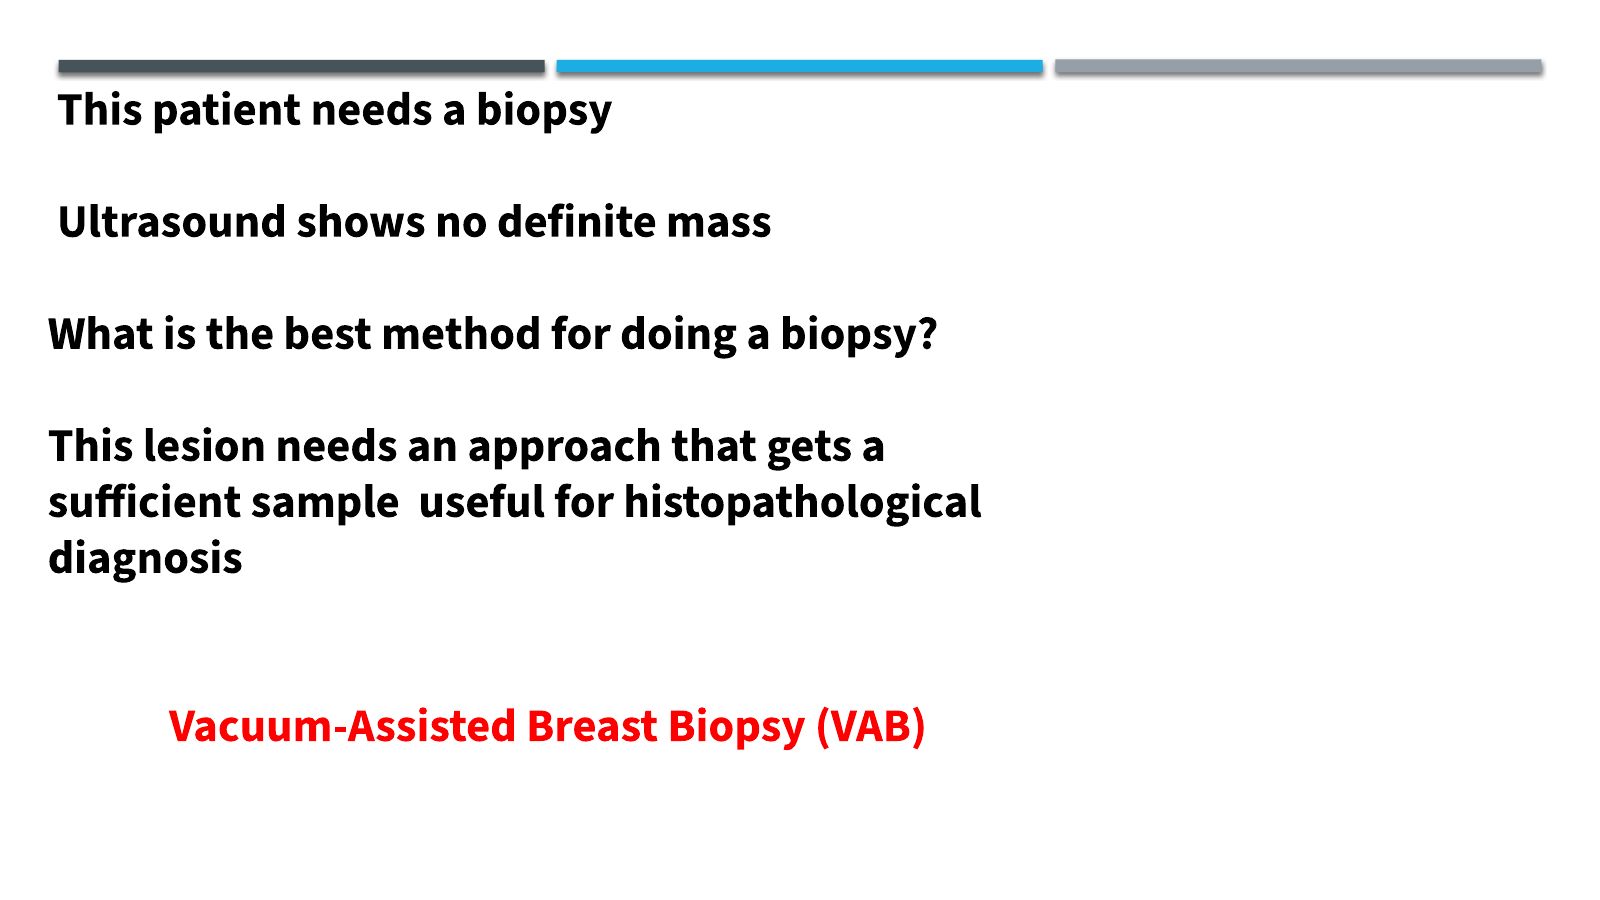 This patient needs a biopsy
Ultrasound shows no definite mass
What is the best method for doing a biopsy?
This lesion needs an approach that gets a
sufficient sample  useful for histopathological
diagnosis
Vacuum-Assisted Breast Biopsy (VAB)